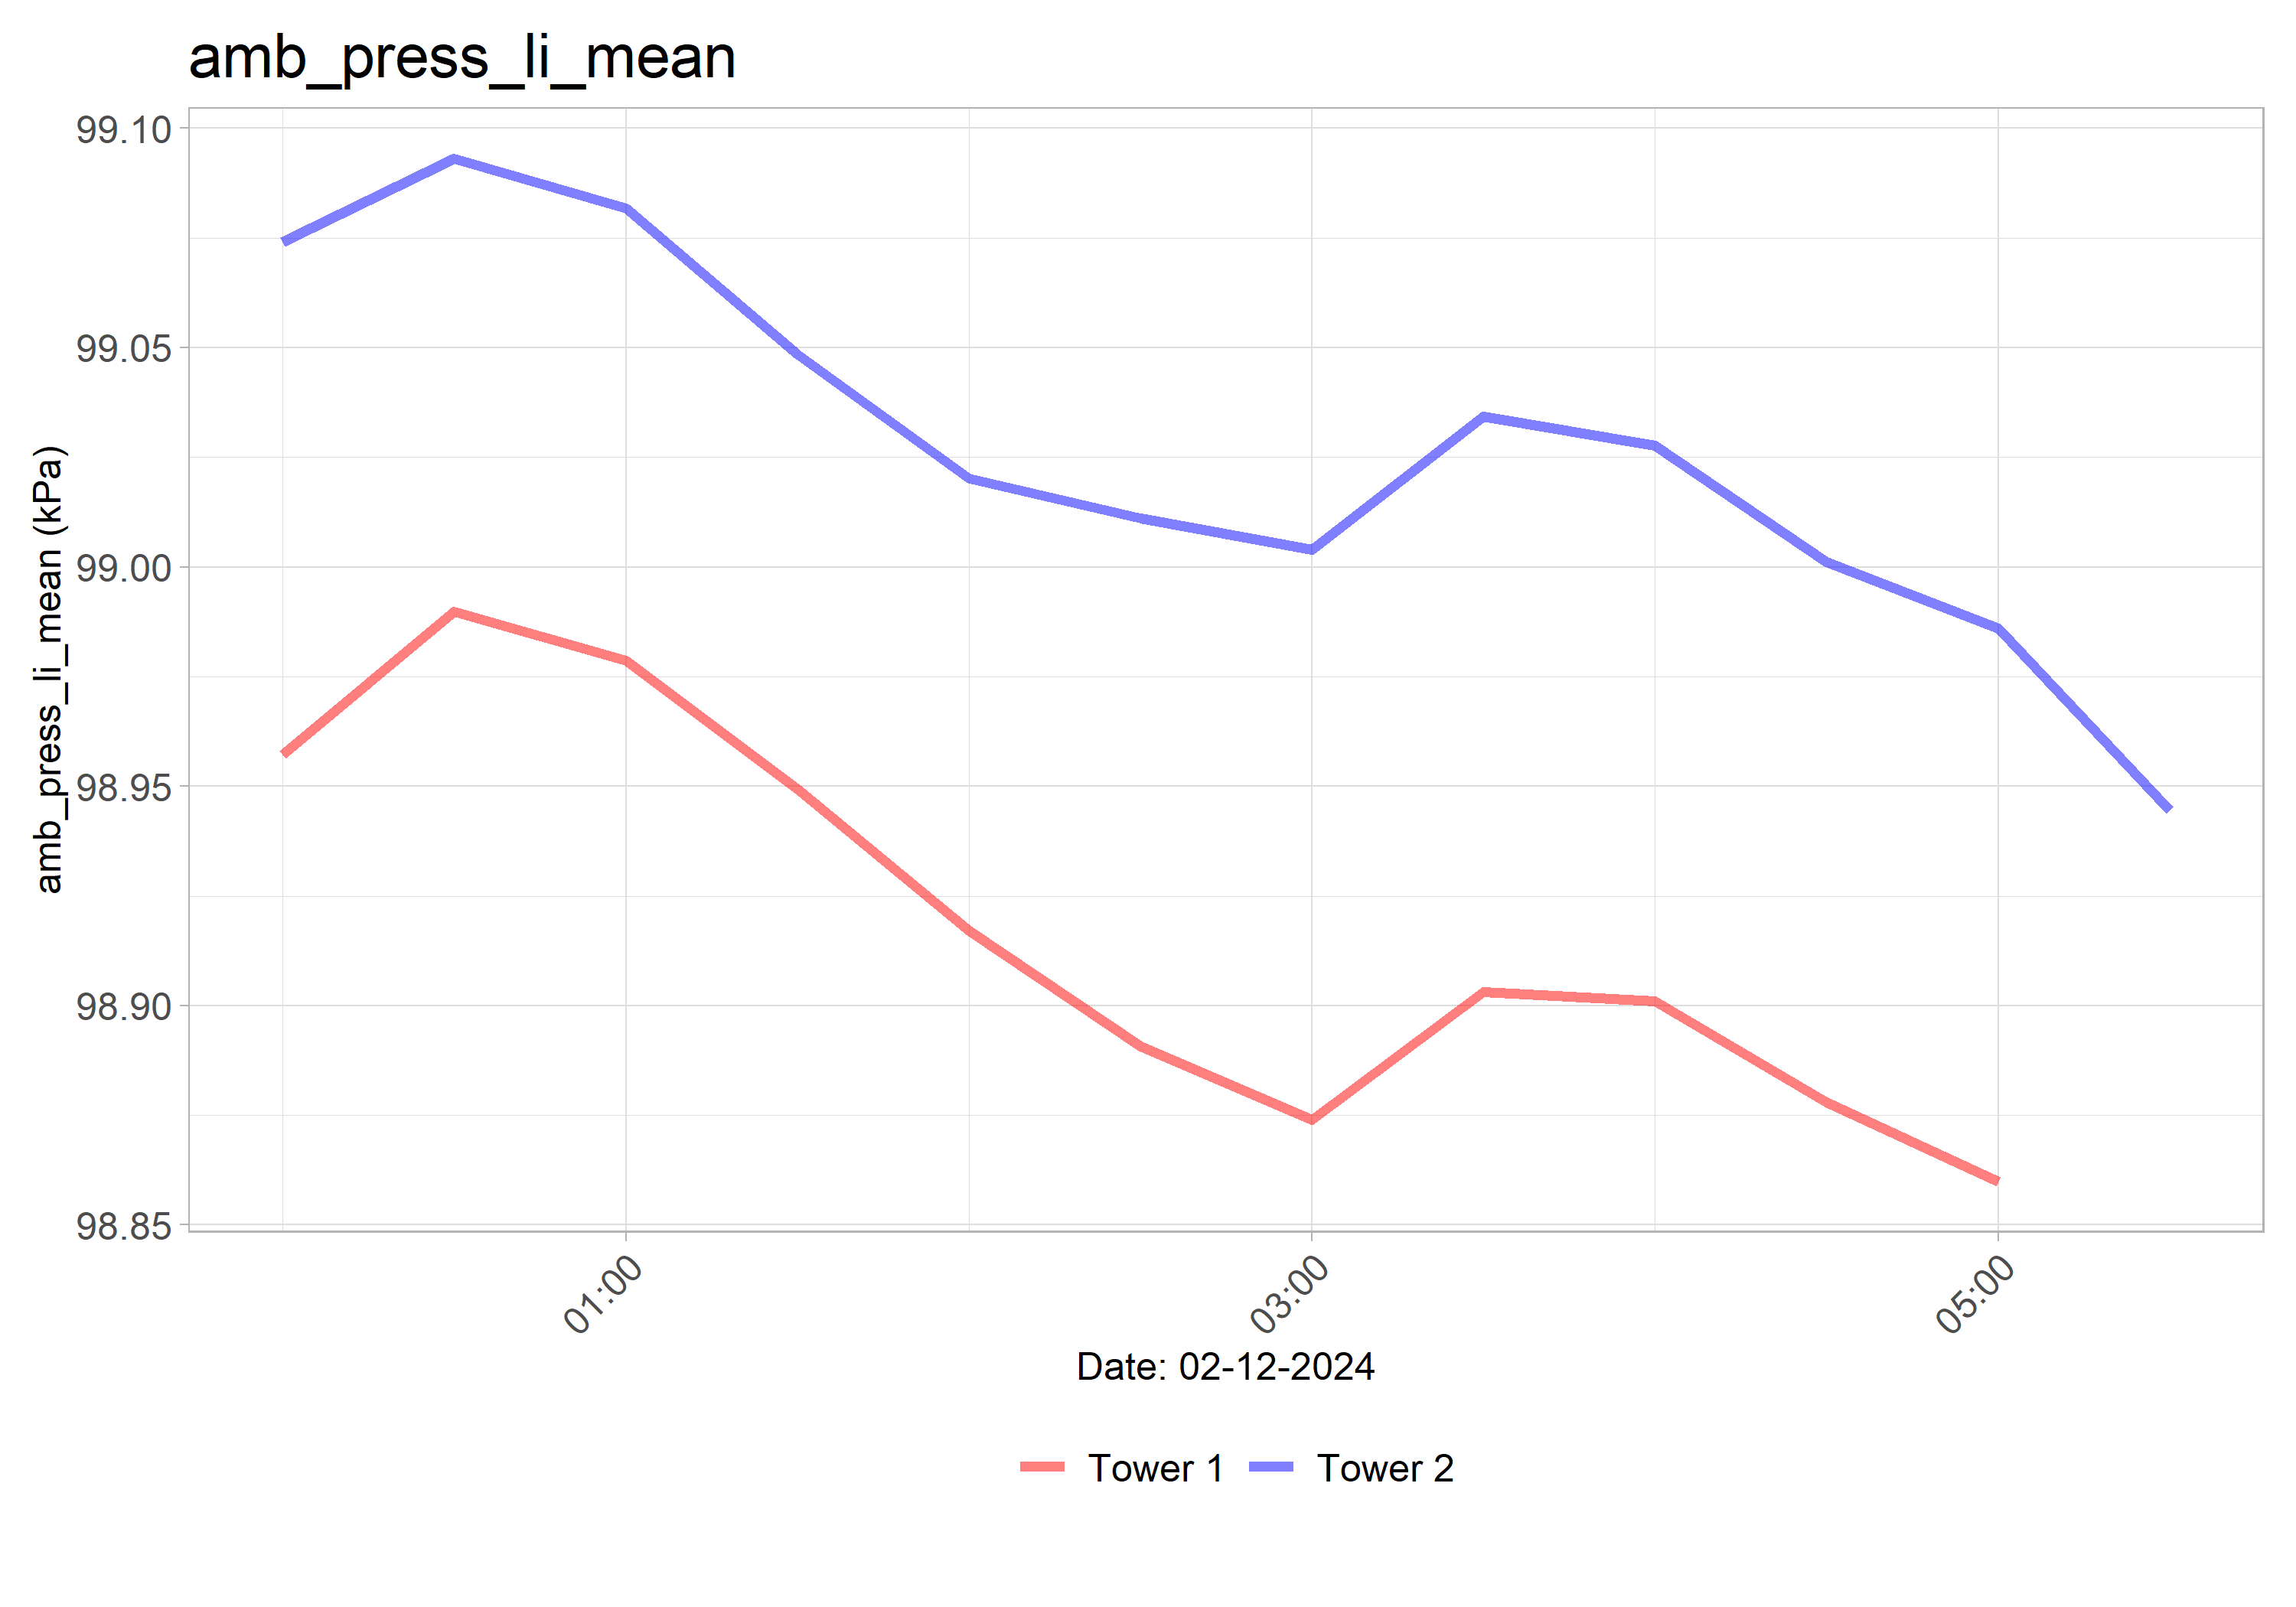 amb_press_li_mean
amb_press_li_mean (kPa)
99.10
99.05
99.00
98.95
98.90
98.85
01:00
03:00
05:00
Date: 02-12-2024
Tower 1
Tower 2